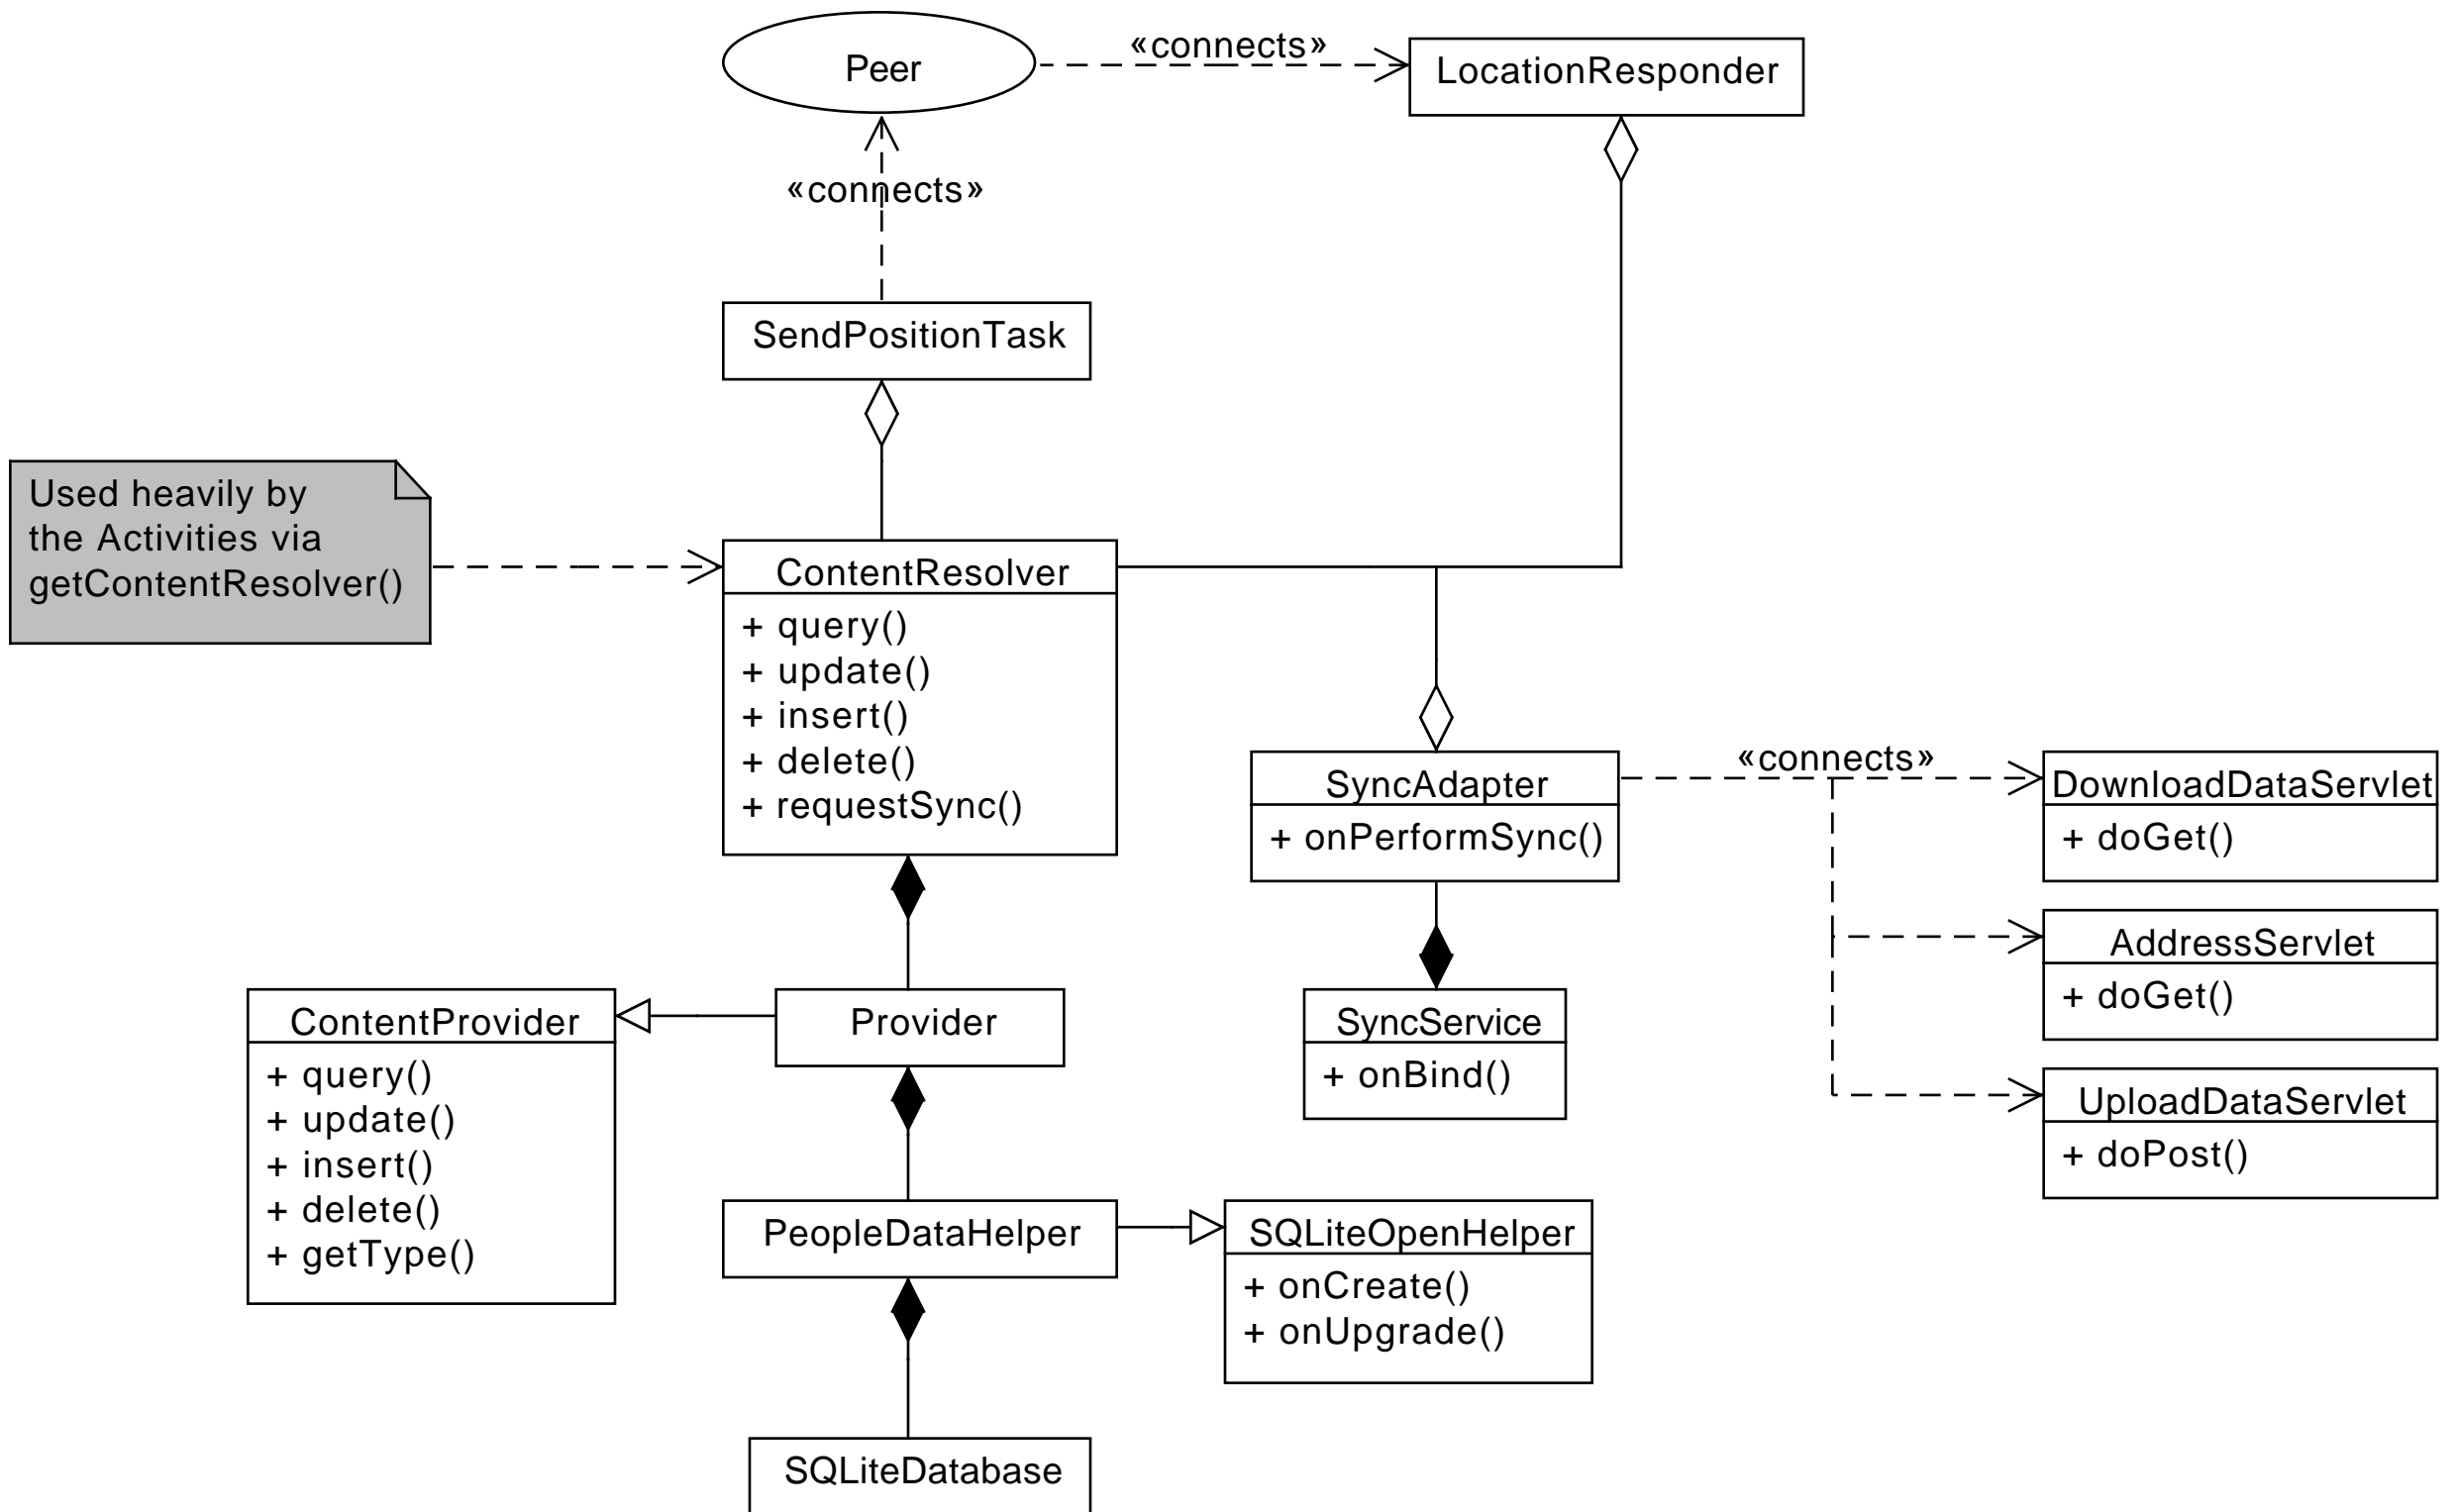 Peer
«connects»
LocationResponder
«connects»
SendPositionTask
Used heavily by
the Activities via
getContentResolver()
ContentResolver
+ query()
+ update()
+ insert()
+ delete()
+ requestSync()
SyncAdapter
+ onPerformSync()
«connects»
DownloadDataServlet
+ doGet()
AddressServlet
+ doGet()
UploadDataServlet
+ doPost()
ContentProvider
+ query()
+ update()
+ insert()
+ delete()
+ getType()
Provider
SyncService
+ onBind()
PeopleDataHelper
SQLiteOpenHelper
+ onCreate()
+ onUpgrade()
SQLiteDatabase